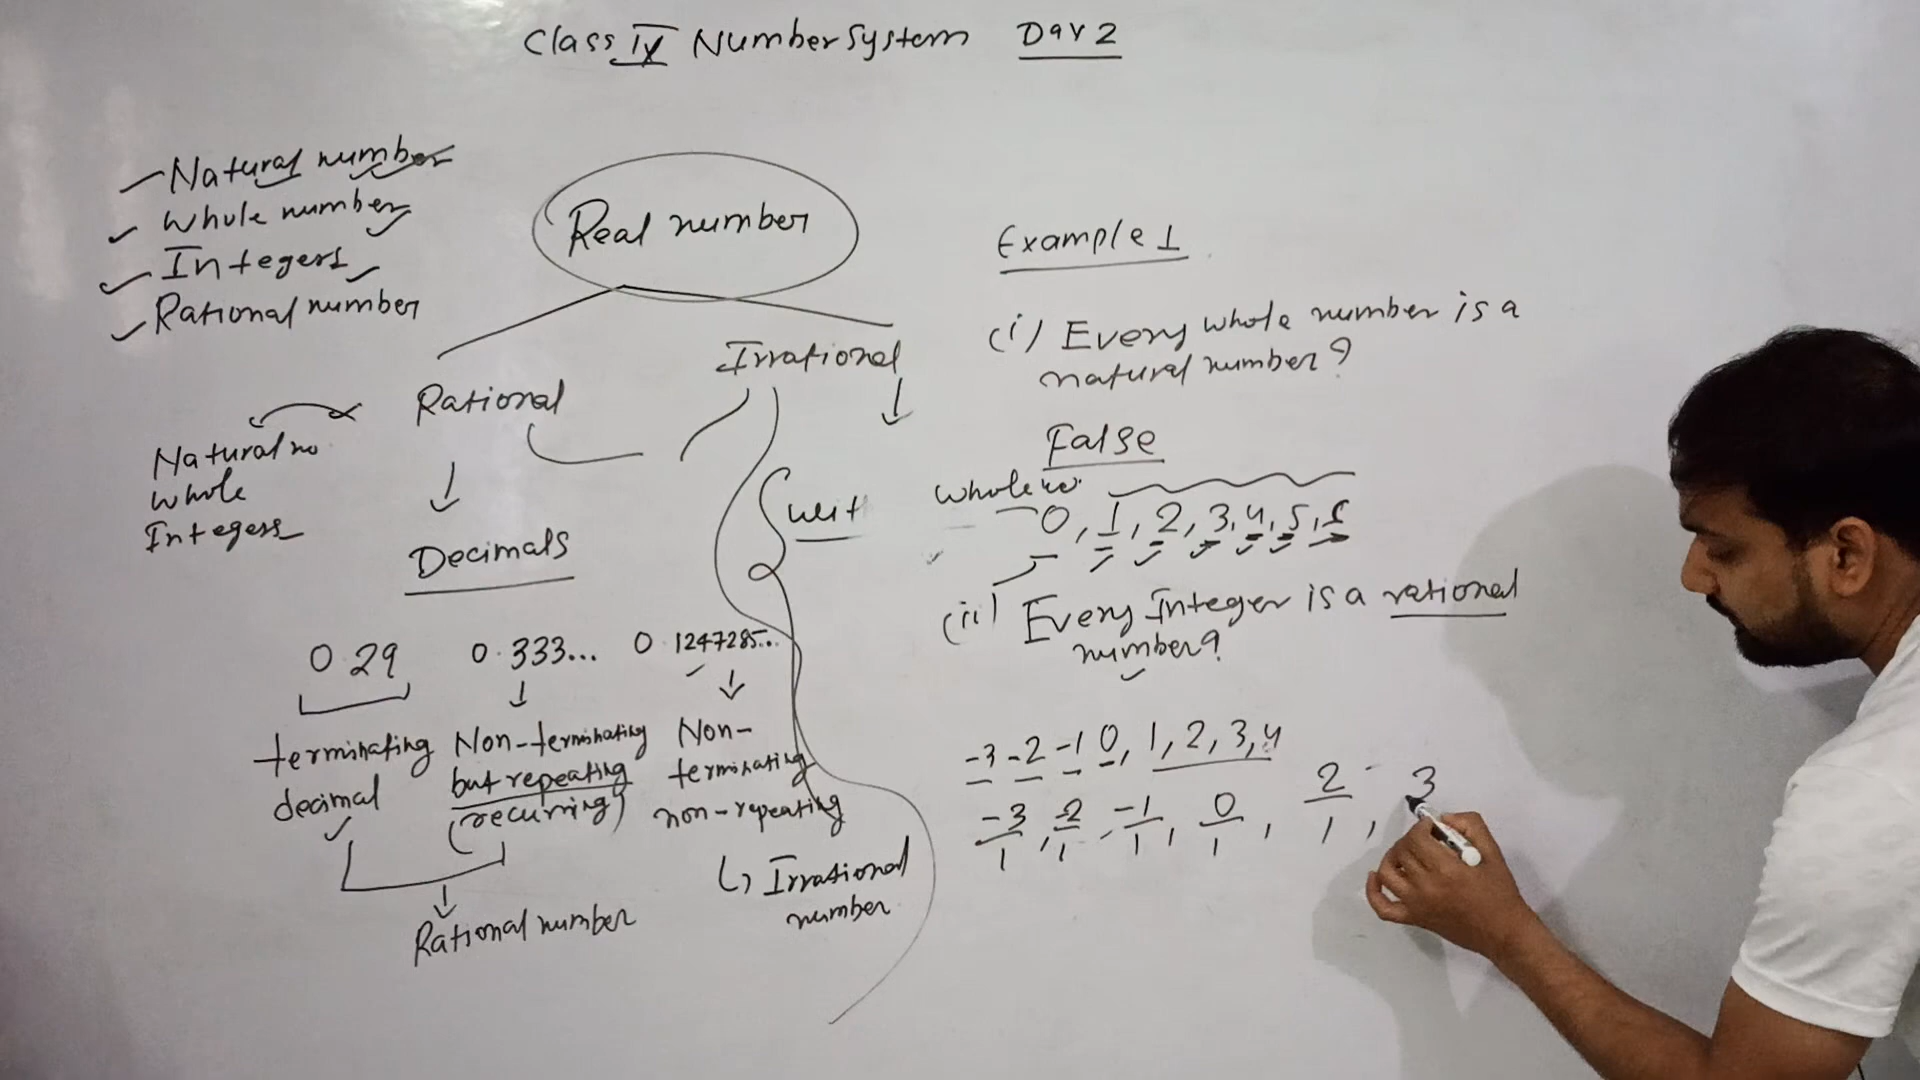 Class IX Number System Day 2
Natural number
Whole number
Integers
Rational number
Real number
Rational
Irrational
Natural no
whole
Integers
Decimals
0.29
0.333...
0.1247285...
terminating
decimal
Non-terminating
but repeating
(recurring)
Non-
terminating
non-repeating
Rational number
Irrational
number
Example 1
(i) Every whole number is a
natural number?
False
whole no.
0, 1, 2, 3, 4, 5, 6
(ii) Every Integer is a rational
number?
-3 -2 -1 0, 1, 2, 3, 4
-3/1, -2/1, -1/1, 0/1, 2/1, 3